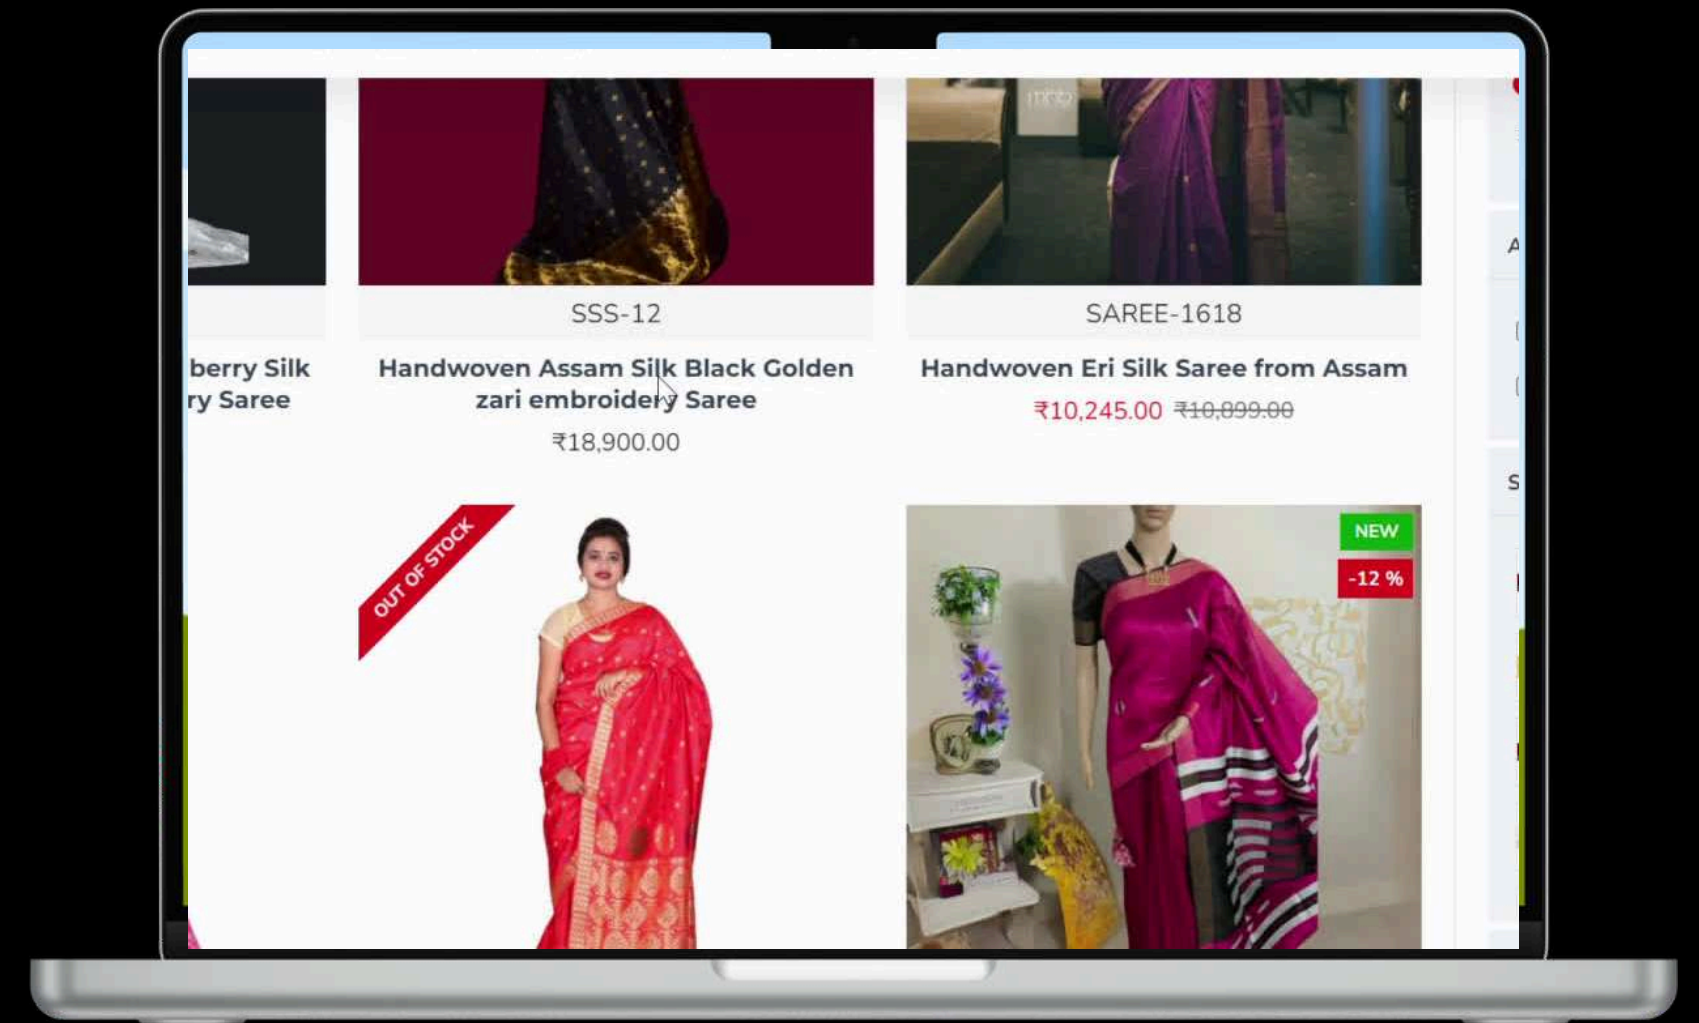 SSS-12
SAREE-1618
berry Silk
ry Saree
Handwoven Assam Silk Black Golden
zari embroidery Saree
₹18,900.00
Handwoven Eri Silk Saree from Assam
₹10,245.00 ₹10,899.00
OUT OF STOCK
NEW
-12 %
A
S